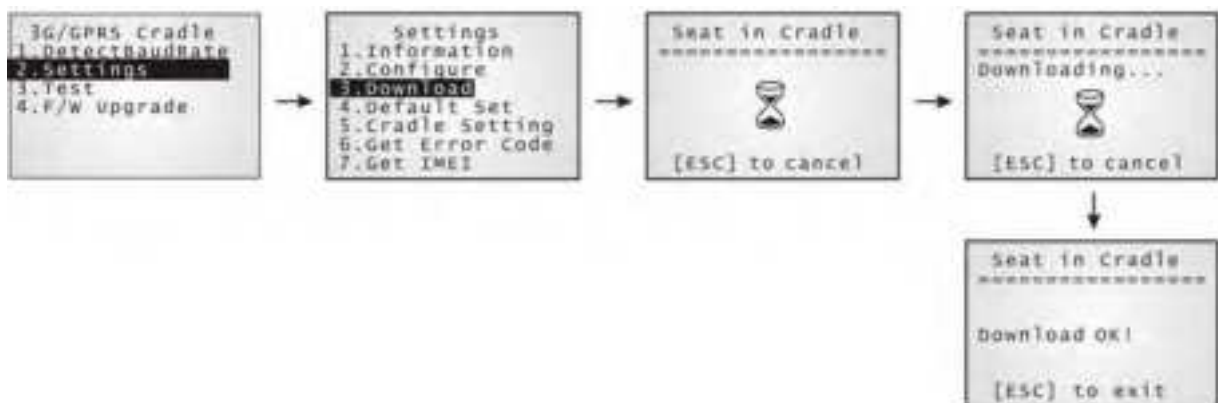 3G/GPRS Cradle
1.DetectBaudRate
2.Settings
3.Test
4.F/W Upgrade
Settings
1.Information
2.Configure
3.Download
4.Default Set
5.Cradle Setting
6.Get Error Code
7.Get IMEI
Seat in Cradle
================
[ESC] to cancel
Seat in Cradle
================
Downloading...
[ESC] to cancel
Seat in Cradle
================
Download OK!
[ESC] to exit